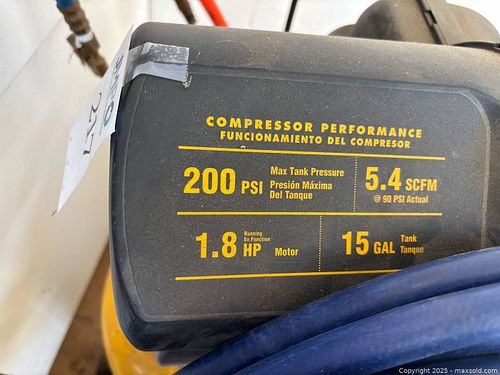 COMPRESSOR PERFORMANCE
FUNCIONAMIENTO DEL COMPRESOR
200 PSI Max Tank Pressure
Presión Máxima
Del Tanque
5.4 SCFM
@ 90 PSI Actual
1.8 HP Running
En Función
Motor
15 GAL Tank
Tanque
217
Copyright 2025 - maxsold.com